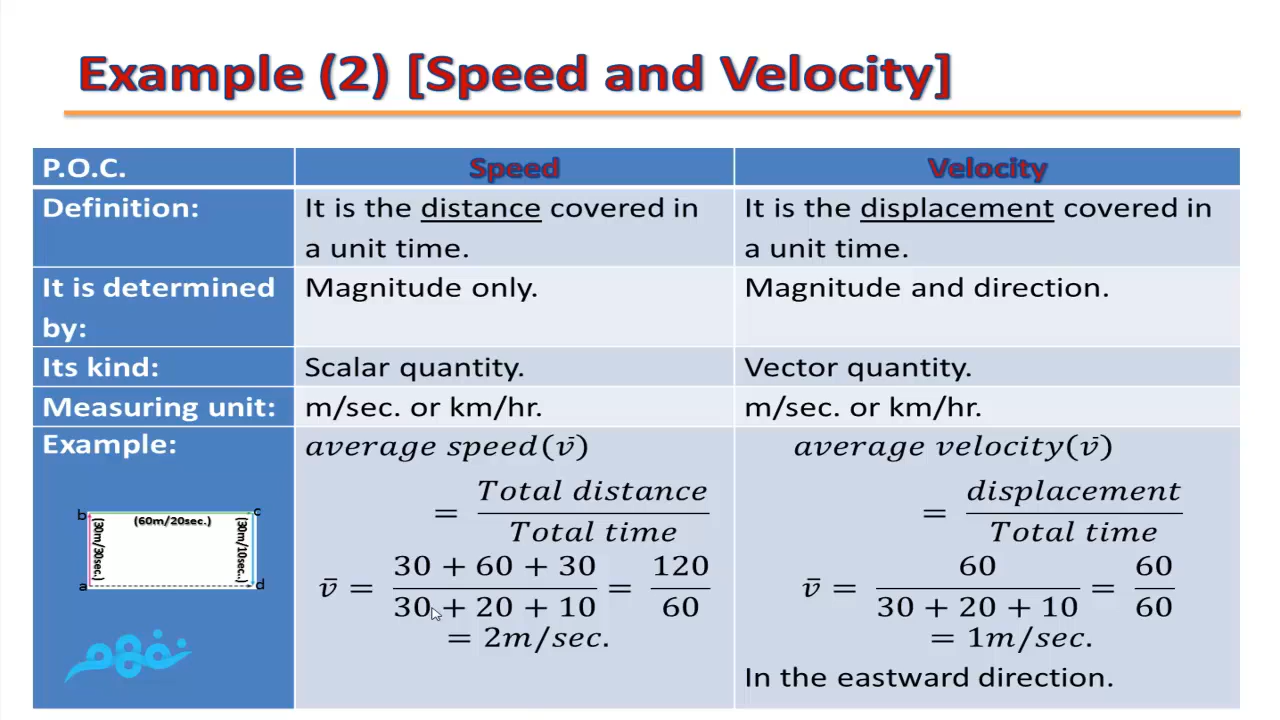 Example (2) [Speed and Velocity]
P.O.C.
Speed
Velocity
Definition:
It is the distance covered in
a unit time.
It is the displacement covered in
a unit time.
It is determined
by:
Magnitude only.
Magnitude and direction.
Its kind:
Scalar quantity.
Vector quantity.
Measuring unit:
m/sec. or km/hr.
m/sec. or km/hr.
Example:
b
(60m/20sec.)
c
(30m/30sec.)
(30m/10sec.)
a
d
نفهم
average speed(v̄)
= Total distance / Total time
v̄ = (30 + 60 + 30) / (30 + 20 + 10) = 120 / 60
= 2m/sec.
average velocity(v̄)
= displacement / Total time
v̄ = 60 / (30 + 20 + 10) = 60 / 60
= 1m/sec.
In the eastward direction.